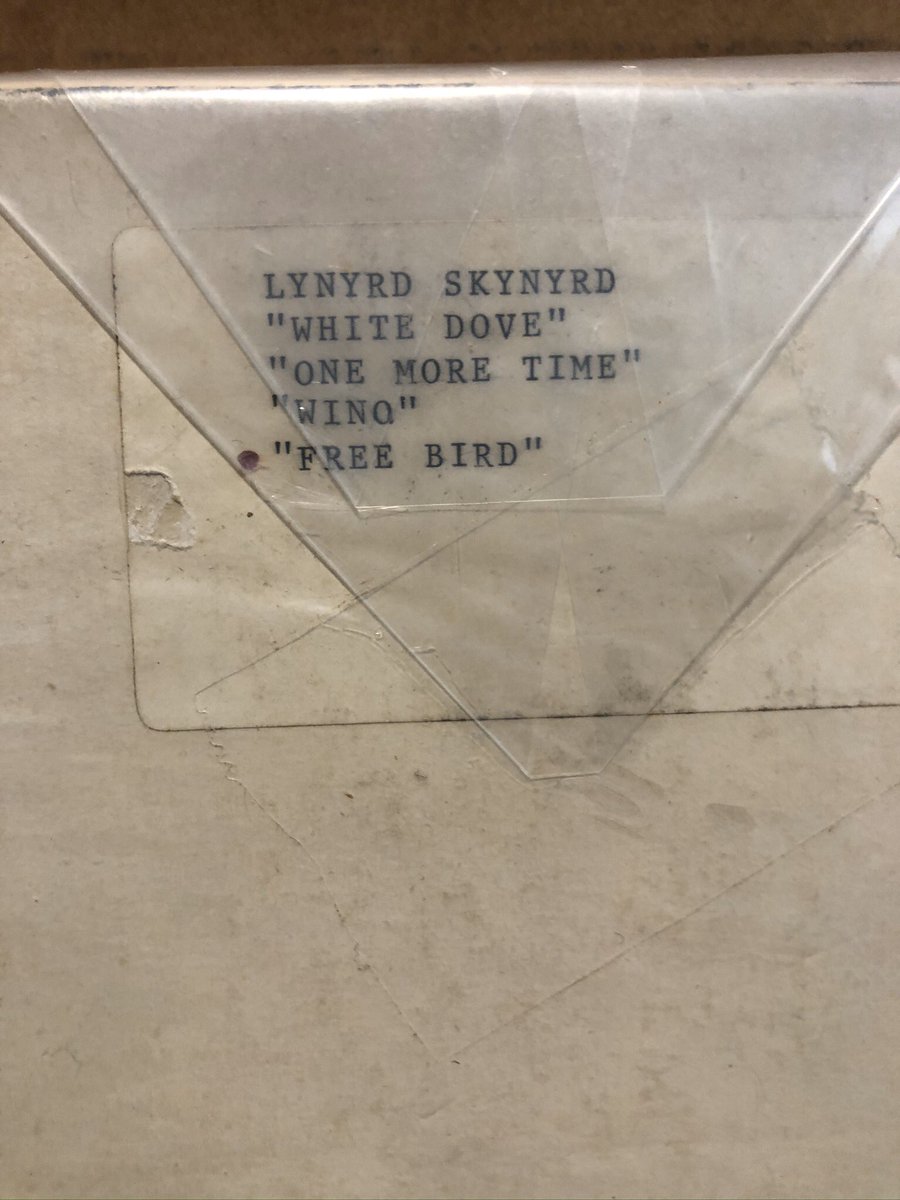 LYNYRD SKYNYRD
"WHITE DOVE"
"ONE MORE TIME"
"WINO"
"FREE BIRD"